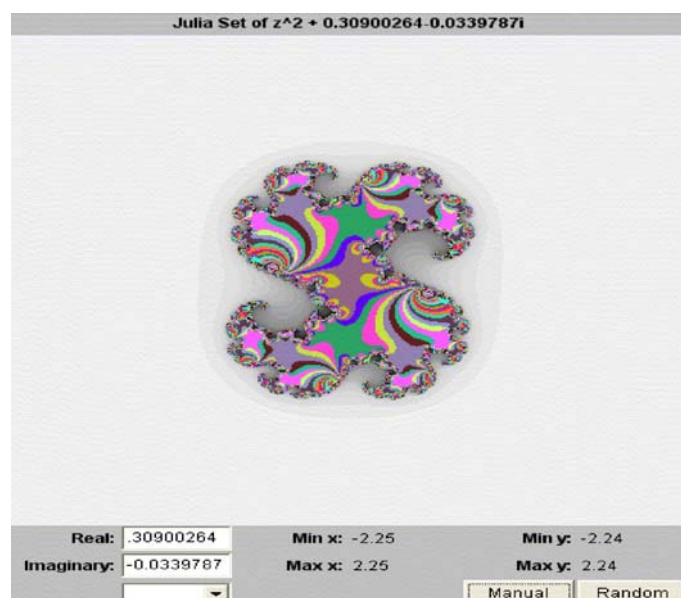 Julia Set of z^2 + 0.30900264-0.0339787i
Real: .30900264 Min x: -2.25 Min y: -2.24
Imaginary: -0.0339787 Max x: 2.25 Max y: 2.24
Manual Random